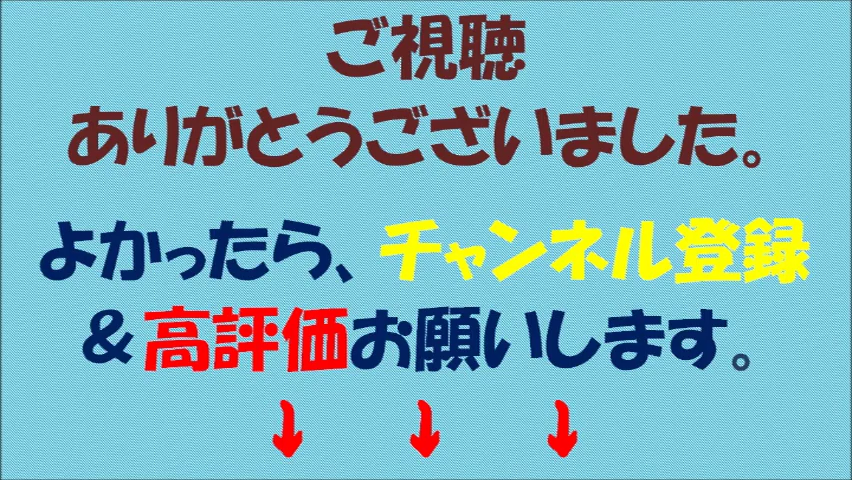 ご視聴
ありがとうございました。
よかったら、チャンネル登録
＆高評価お願いします。
↓ ↓ ↓